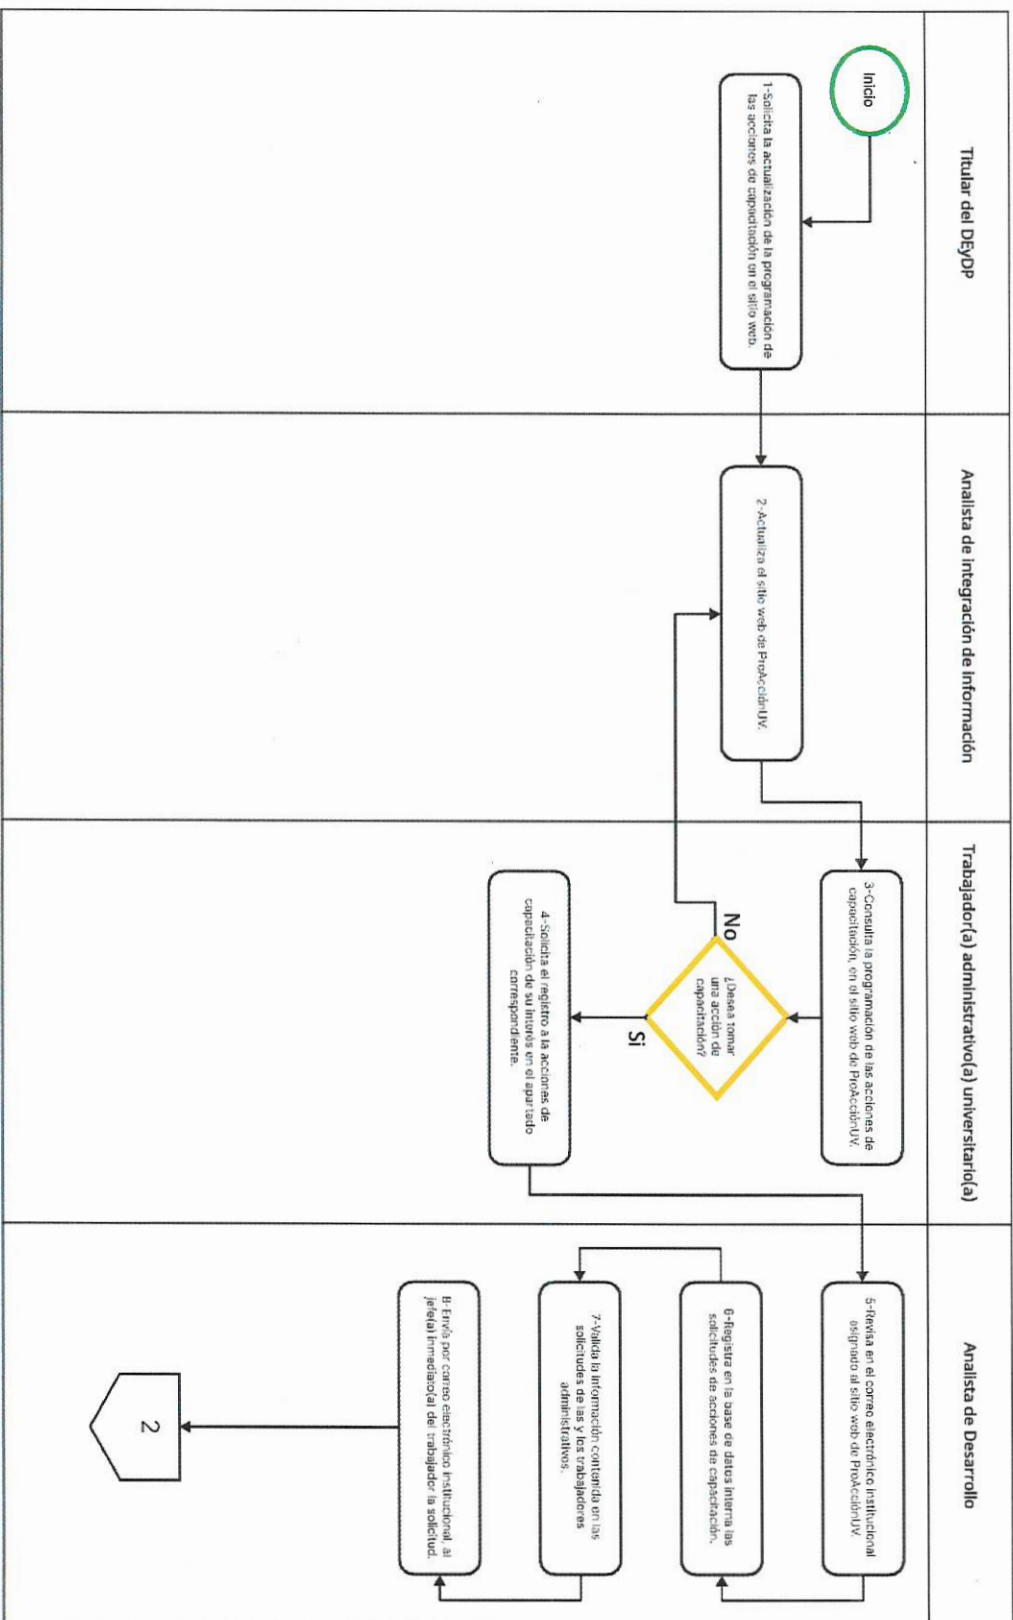 Titular del DEyDP
Inicio
1-Solicita la actualización de la programación de
las acciones de capacitación en el sitio web.
Analista de integración de información
2-Actualiza el sitio web de ProAcciónUV.
Trabajador(a) administrativo(a) universitario(a)
3-Consulta la programación de las acciones de
capacitación, en el sitio web de ProAcciónUV.
¿Desea tomar
una acción de
capacitación?
No
Si
4-Solicita el registro a la acciones de
capacitación de su interés en el apartado
correspondiente.
Analista de Desarrollo
5-Revisa en el correo electrónico institucional
asignado al sitio web de ProAcciónUV.
6-Registra en la base de datos interna las
solicitudes de acciones de capacitación.
7-Valida la información contenida en las
solicitudes de las y los trabajadores
administrativos.
8-Envía por correo electrónico institucional, al
jefe(a) inmediato(a) del trabajador la solicitud.
2